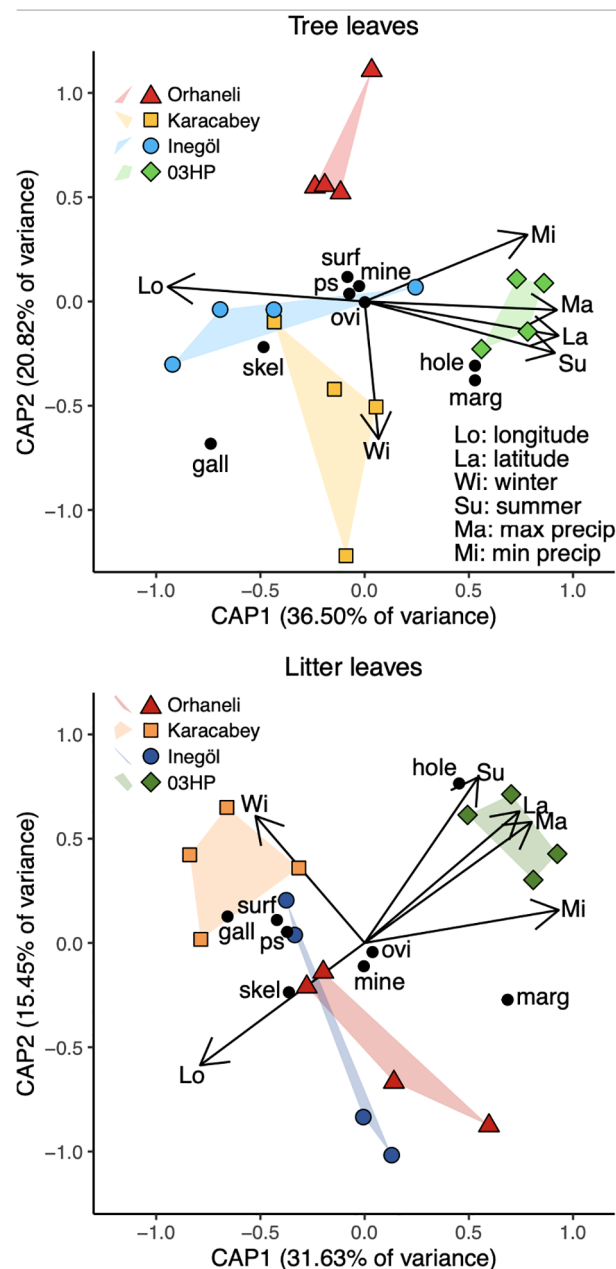 Tree leaves
1.0
0.5
0.0
−0.5
−1.0
CAP2 (20.82% of variance)
Orhaneli
Karacabey
Inegöl
03HP
surf
mine
ps
ovi
Lo
Mi
Ma
La
Su
skel
hole
marg
gall
Wi
Lo: longitude
La: latitude
Wi: winter
Su: summer
Ma: max precip
Mi: min precip
−1.0 −0.5 0.0 0.5 1.0
CAP1 (36.50% of variance)
Litter leaves
1.0
0.5
0.0
−0.5
−1.0
CAP2 (15.45% of variance)
Orhaneli
Karacabey
Inegöl
03HP
hole
Su
Wi
La
Ma
surf
gall
ps
Mi
ovi
mine
skel
marg
Lo
−1.0 −0.5 0.0 0.5 1.0
CAP1 (31.63% of variance)